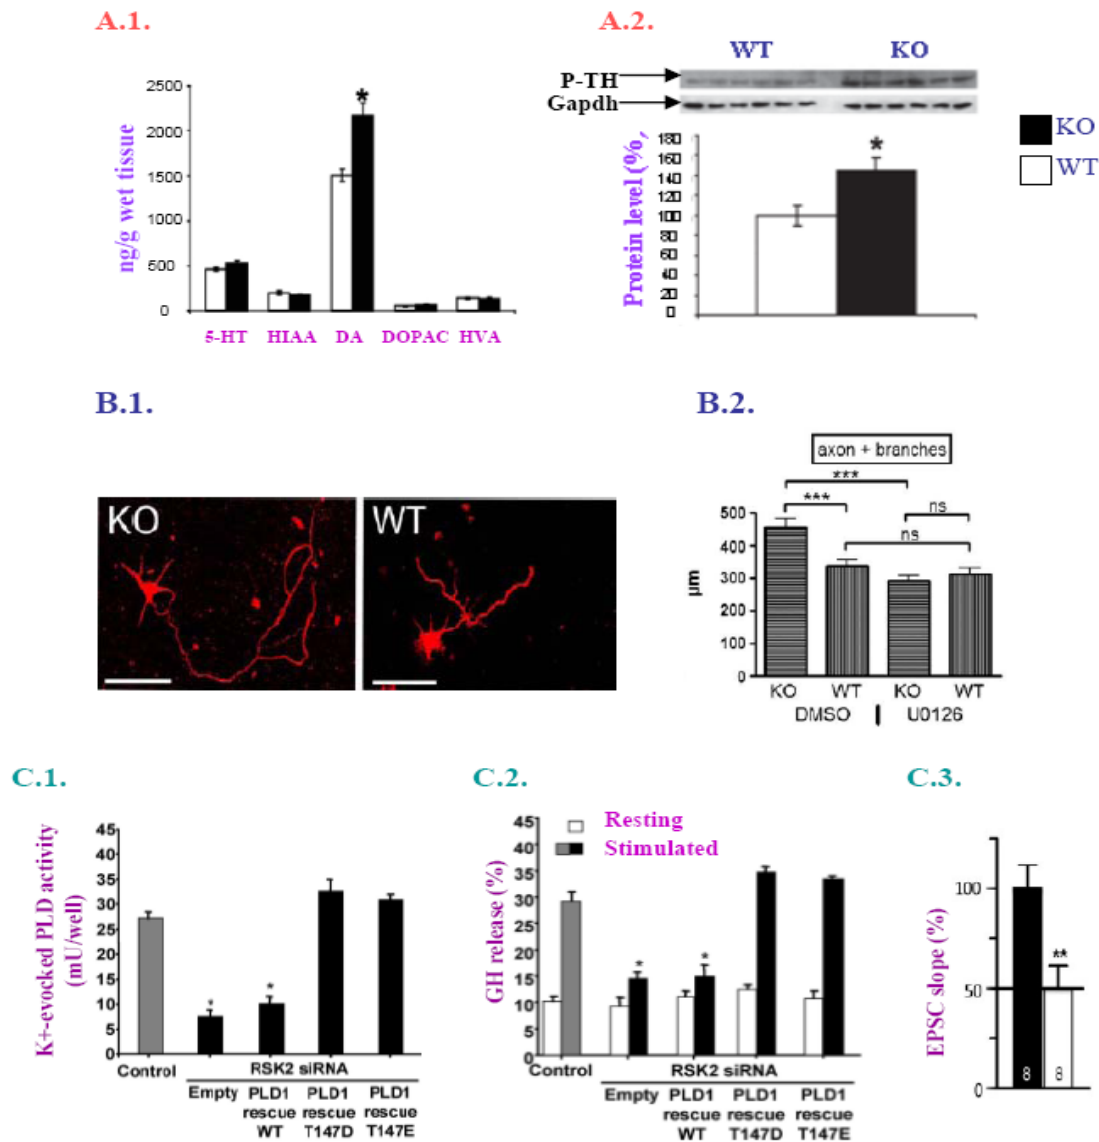 A.1.
ng/g wet tissue
2500
2000
1500
1000
500
0
*
5-HT HIAA DA DOPAC HVA
A.2.
WT KO
P-TH
Gapdh
Protein level (%,
180
160
140
120
100
80
60
40
20
0
*
KO
WT
B.1.
KO
WT
B.2.
axon + branches
***
***
ns
ns
µm
500
400
300
200
100
0
KO WT KO WT
DMSO | U0126
C.1.
K+-evocked PLD activity
(mU/well)
45
40
35
30
25
20
15
10
5
0
* *
Control
RSK2 siRNA
Empty PLD1 PLD1 PLD1
rescue rescue rescue
WT T147D T147E
C.2.
Resting
Stimulated
GH release (%)
45
40
35
30
25
20
15
10
5
0
* *
Control
RSK2 siRNA
Empty PLD1 PLD1 PLD1
rescue rescue rescue
WT T147D T147E
C.3.
EPSC slope (%)
100
50
0
**
8 8